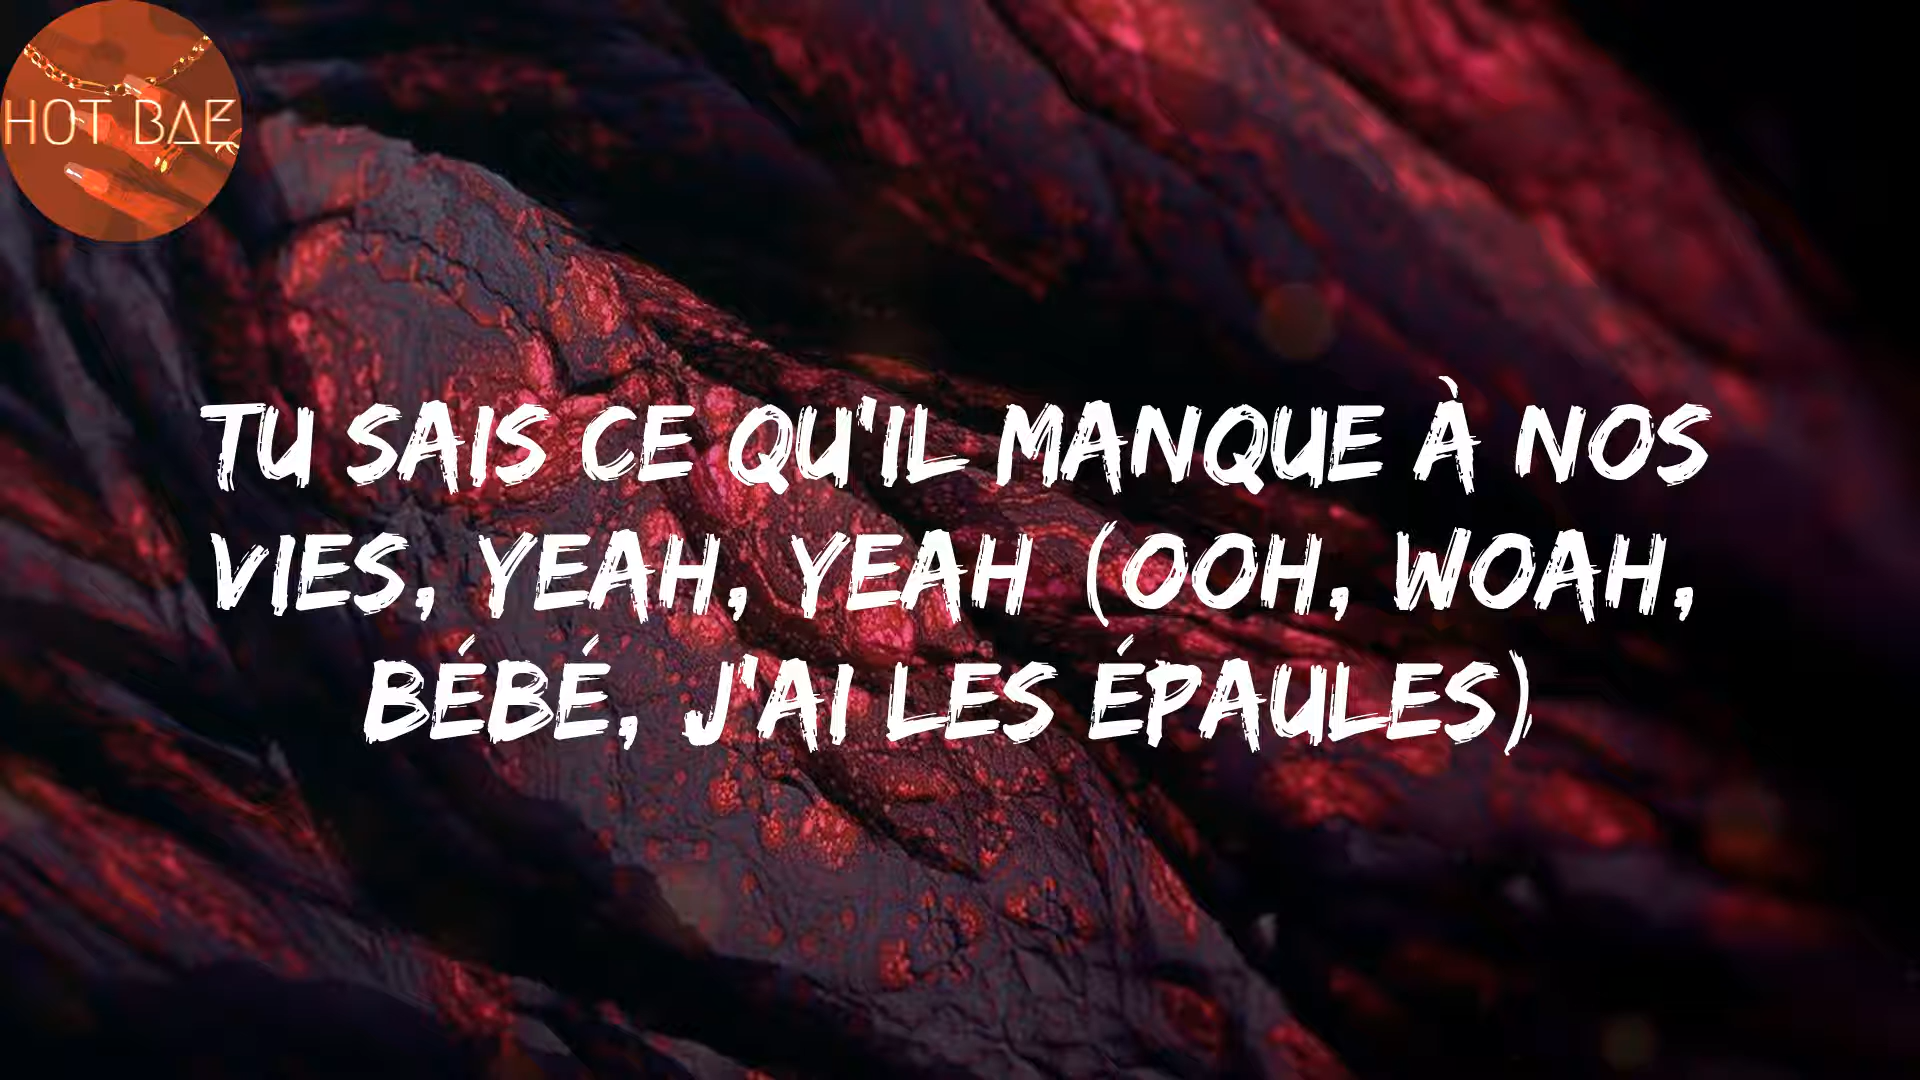 HOT BAE
TU SAIS CE QU'IL MANQUE À NOS
VIES, YEAH, YEAH (OOH, WOAH,
BÉBÉ, J'AI LES ÉPAULES)